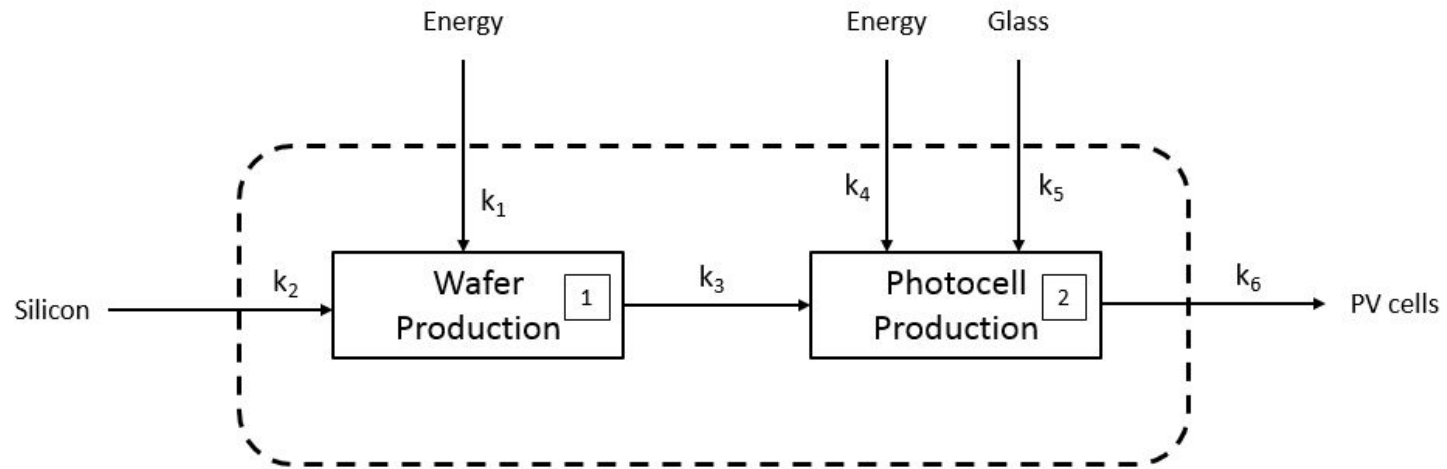 Energy
Energy
Glass
k₁
k₄
k₅
Silicon
k₂
Wafer
Production
1
k₃
Photocell
Production
2
k₆
PV cells